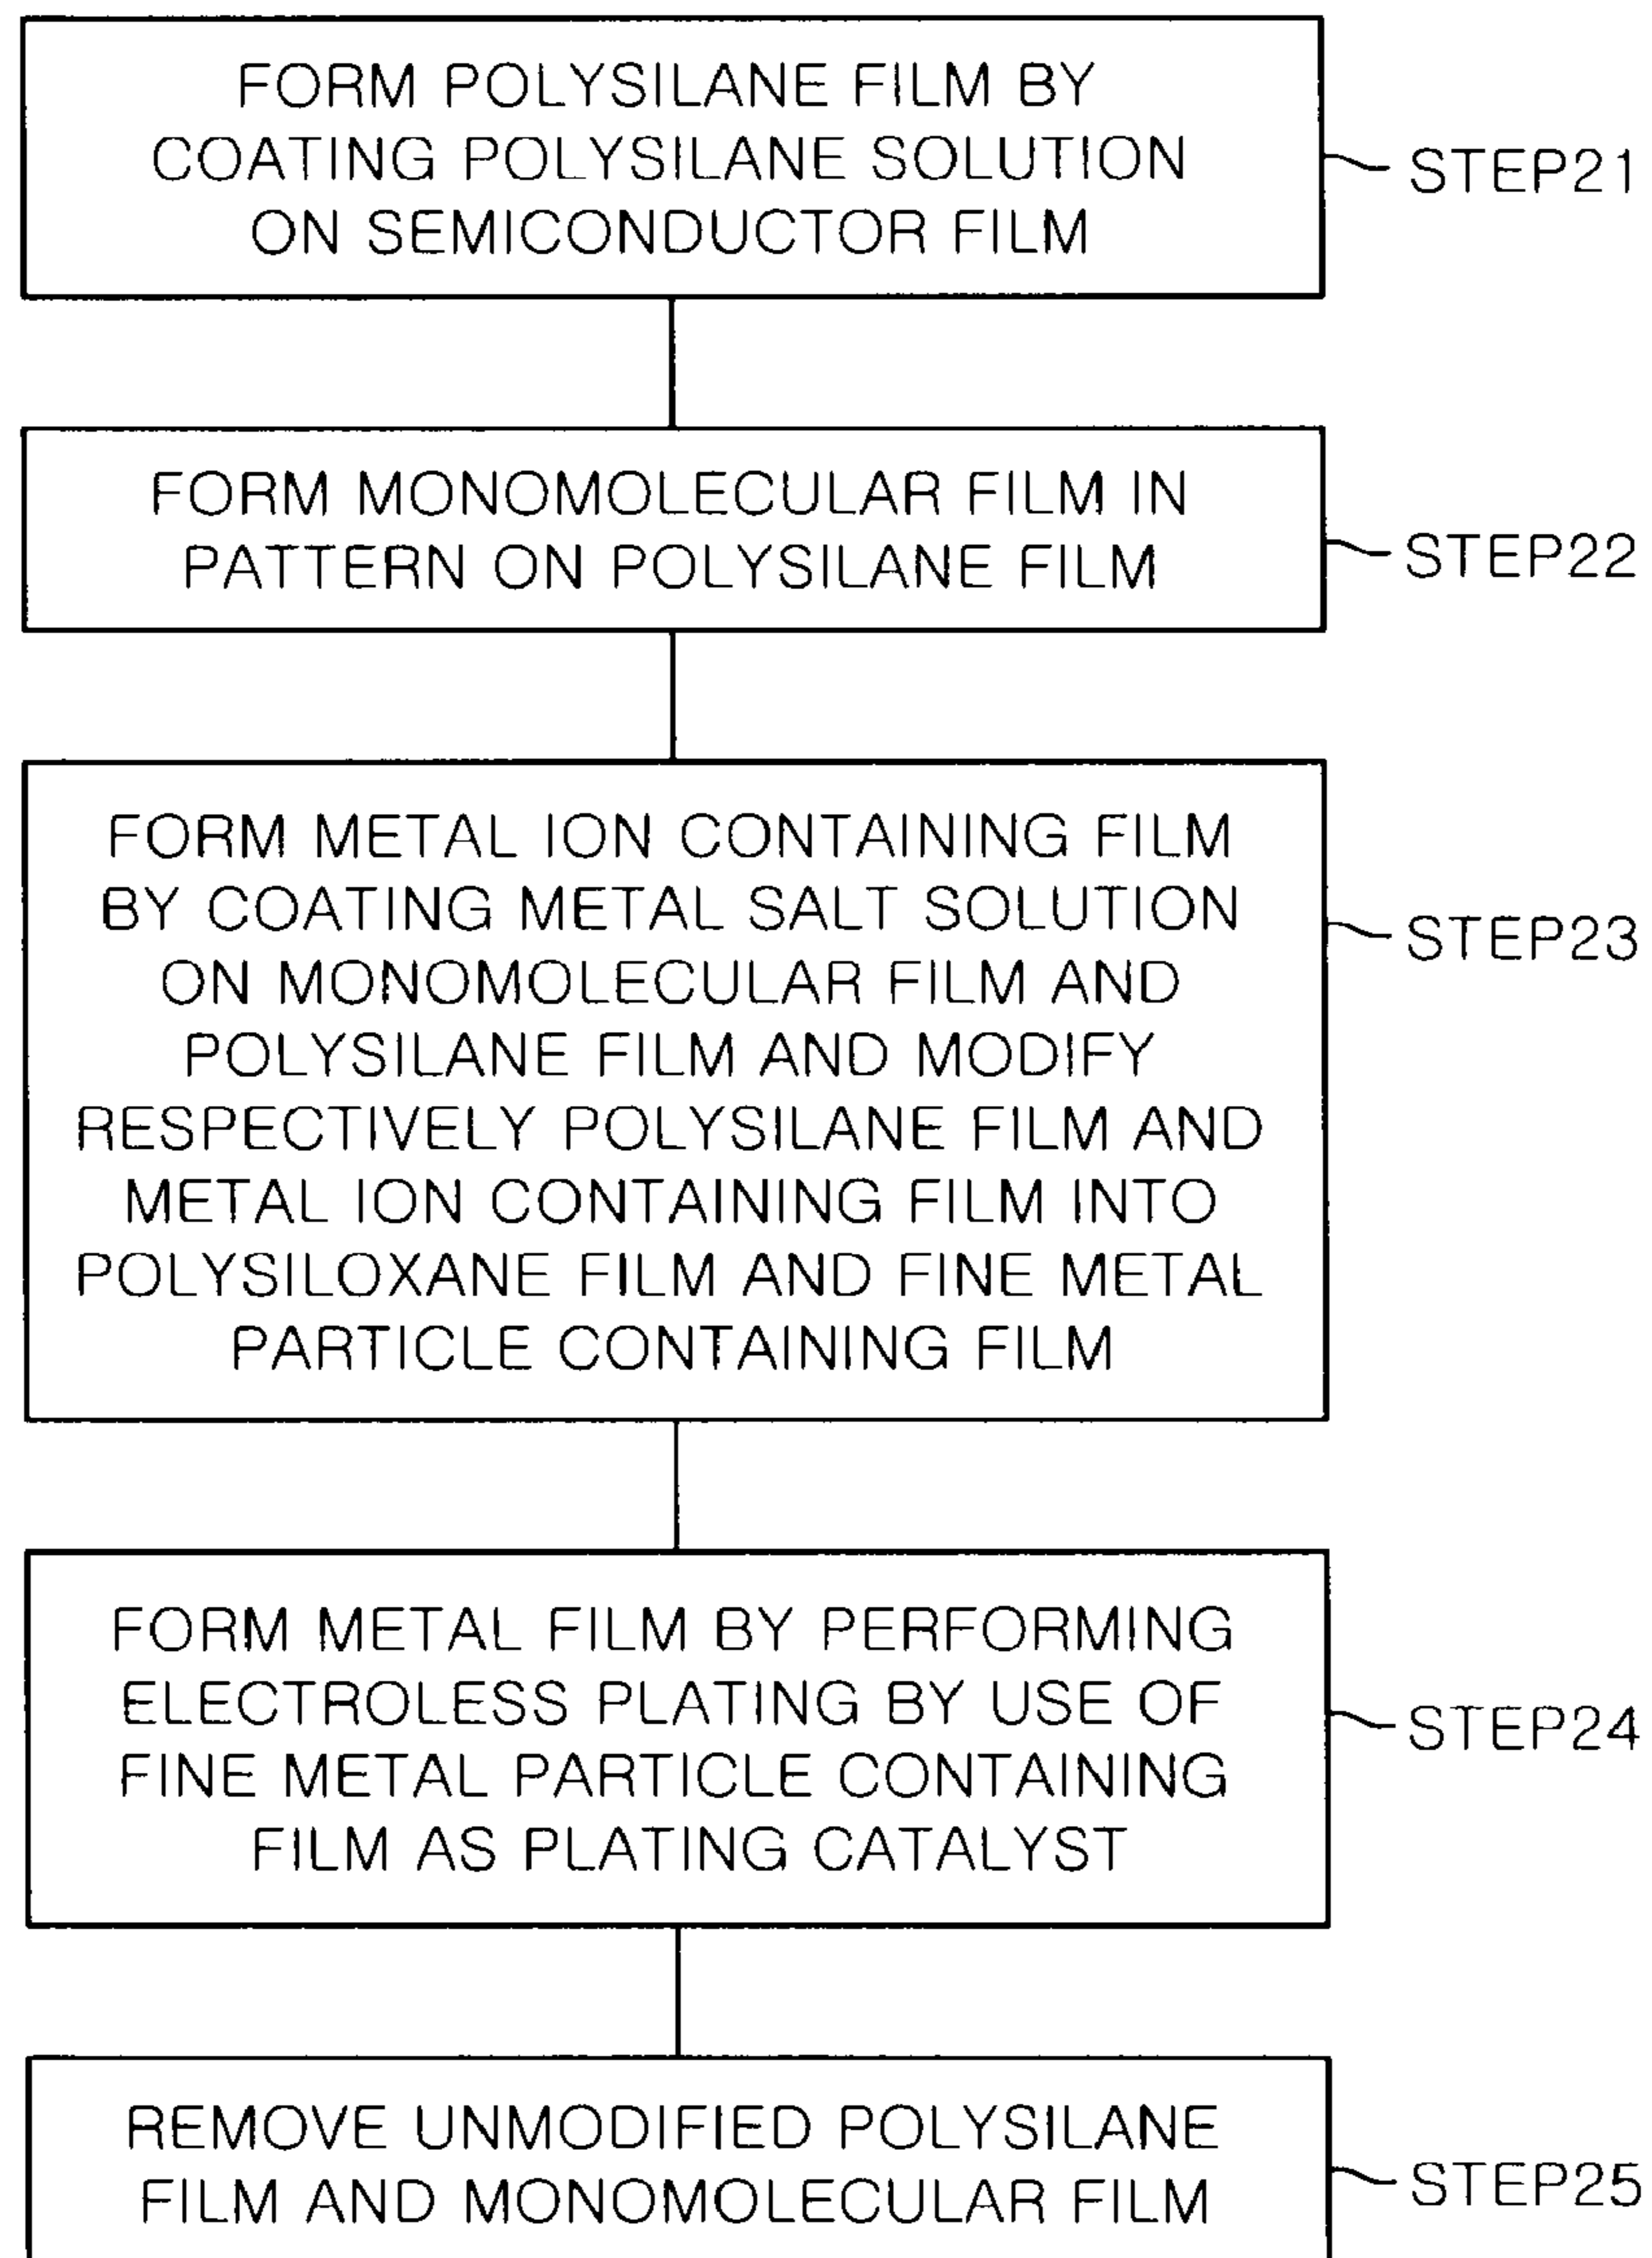 FORM POLYSILANE FILM BY
COATING POLYSILANE SOLUTION
ON SEMICONDUCTOR FILM
STEP21
FORM MONOMOLECULAR FILM IN
PATTERN ON POLYSILANE FILM
STEP22
FORM METAL ION CONTAINING FILM
BY COATING METAL SALT SOLUTION
ON MONOMOLECULAR FILM AND
POLYSILANE FILM AND MODIFY
RESPECTIVELY POLYSILANE FILM AND
METAL ION CONTAINING FILM INTO
POLYSILOXANE FILM AND FINE METAL
PARTICLE CONTAINING FILM
STEP23
FORM METAL FILM BY PERFORMING
ELECTROLESS PLATING BY USE OF
FINE METAL PARTICLE CONTAINING
FILM AS PLATING CATALYST
STEP24
REMOVE UNMODIFIED POLYSILANE
FILM AND MONOMOLECULAR FILM
STEP25